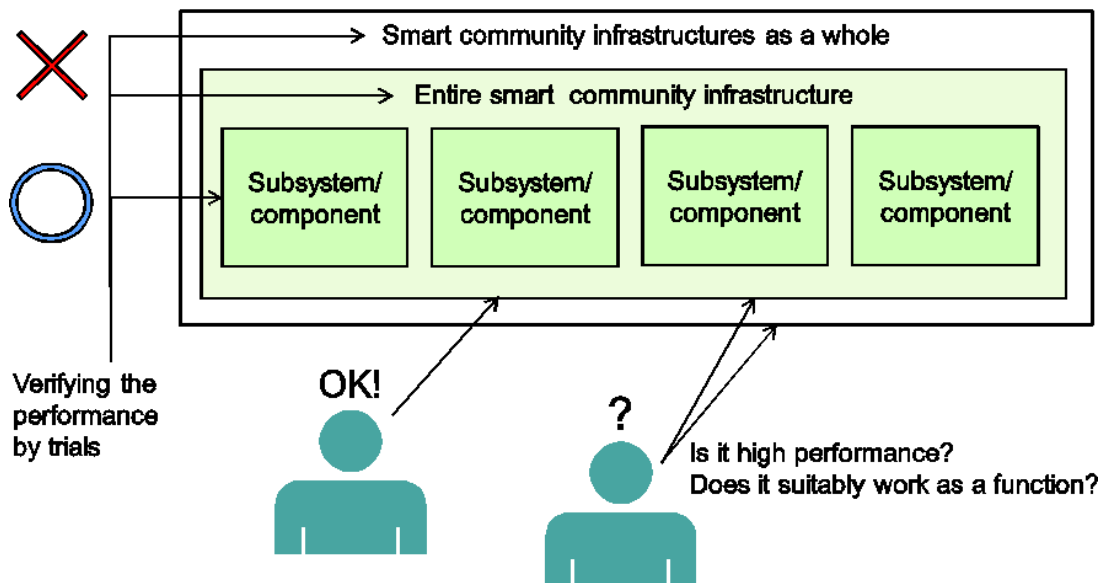 Smart community infrastructures as a whole
Entire smart community infrastructure
Subsystem/
component
Subsystem/
component
Subsystem/
component
Subsystem/
component
Verifying the
performance
by trials
OK!
?
Is it high performance?
Does it suitably work as a function?